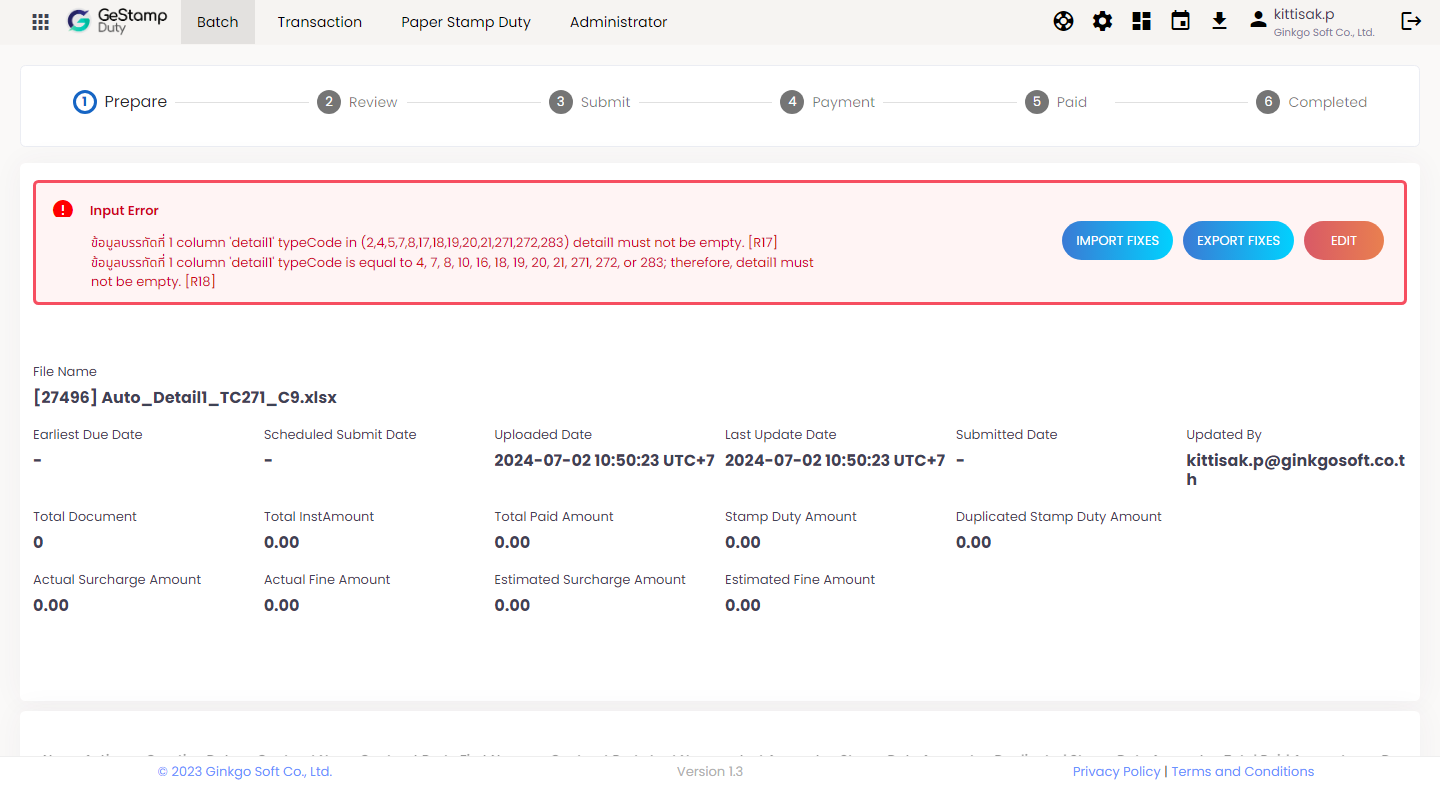 GeStamp
Duty
Batch
Transaction
Paper Stamp Duty
Administrator
kittisak.p
Ginkgo Soft Co., Ltd.
1 Prepare
2 Review
3 Submit
4 Payment
5 Paid
6 Completed
Input Error
ข้อมูลบรรทัดที่ 1 column 'detail1' typeCode in (2,4,5,7,8,17,18,19,20,21,271,272,283) detail1 must not be empty. [R17]
ข้อมูลบรรทัดที่ 1 column 'detail1' typeCode is equal to 4, 7, 8, 10, 16, 18, 19, 20, 21, 271, 272, or 283; therefore, detail1 must
not be empty. [R18]
IMPORT FIXES
EXPORT FIXES
EDIT
File Name
[27496] Auto_Detail1_TC271_C9.xlsx
Earliest Due Date
-
Scheduled Submit Date
-
Uploaded Date
2024-07-02 10:50:23 UTC+7
Last Update Date
2024-07-02 10:50:23 UTC+7
Submitted Date
-
Updated By
kittisak.p@ginkgosoft.co.t
h
Total Document
0
Total InstAmount
0.00
Total Paid Amount
0.00
Stamp Duty Amount
0.00
Duplicated Stamp Duty Amount
0.00
Actual Surcharge Amount
0.00
Actual Fine Amount
0.00
Estimated Surcharge Amount
0.00
Estimated Fine Amount
0.00
© 2023 Ginkgo Soft Co., Ltd.
Version 1.3
Privacy Policy | Terms and Conditions